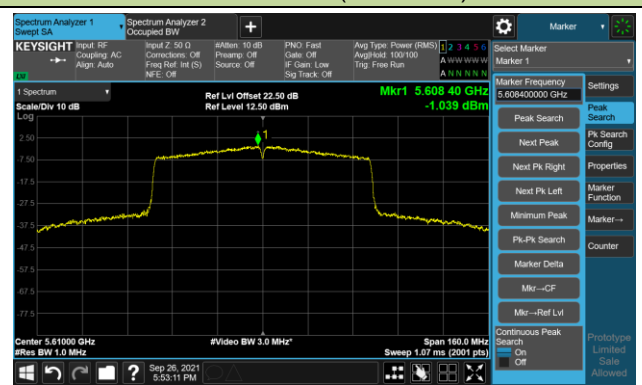 Spectrum Analyzer 1
Swept SA
Spectrum Analyzer 2
Occupied BW
Marker
KEYSIGHT
Input: RF
Coupling: AC
Align: Auto
Input Z: 50 Ω
Corrections: Off
Freq Ref: Int (S)
NFE: Off
#Atten: 10 dB
Preamp: Off
Source: Off
PNO: Fast
Gate: Off
IF Gain: Low
Sig Track: Off
Avg Type: Power (RMS)
Avg|Hold: 100/100
Trig: Free Run
1 2 3 4 5 6
A W W W W W
A N N N N N
LXI
Select Marker
Marker 1
1 Spectrum
Scale/Div 10 dB
Log
Ref Lvl Offset 22.50 dB
Ref Level 12.50 dBm
Mkr1 5.608 40 GHz
-1.039 dBm
2.50
-7.50
-17.5
-27.5
-37.5
-47.5
-57.5
-67.5
-77.5
1
Center 5.61000 GHz
#Res BW 1.0 MHz
#Video BW 3.0 MHz*
Span 160.0 MHz
Sweep 1.07 ms (2001 pts)
Marker Frequency
5.608400000 GHz
Peak Search
Next Peak
Next Pk Right
Next Pk Left
Minimum Peak
Pk-Pk Search
Marker Delta
Mkr→CF
Mkr→Ref Lvl
Continuous Peak
Search
On
Off
Settings
Peak
Search
Pk Search
Config
Properties
Marker
Function
Marker→
Counter
Prototype
Limited
Sale
Allowed
?
Sep 26, 2021
5:53:11 PM